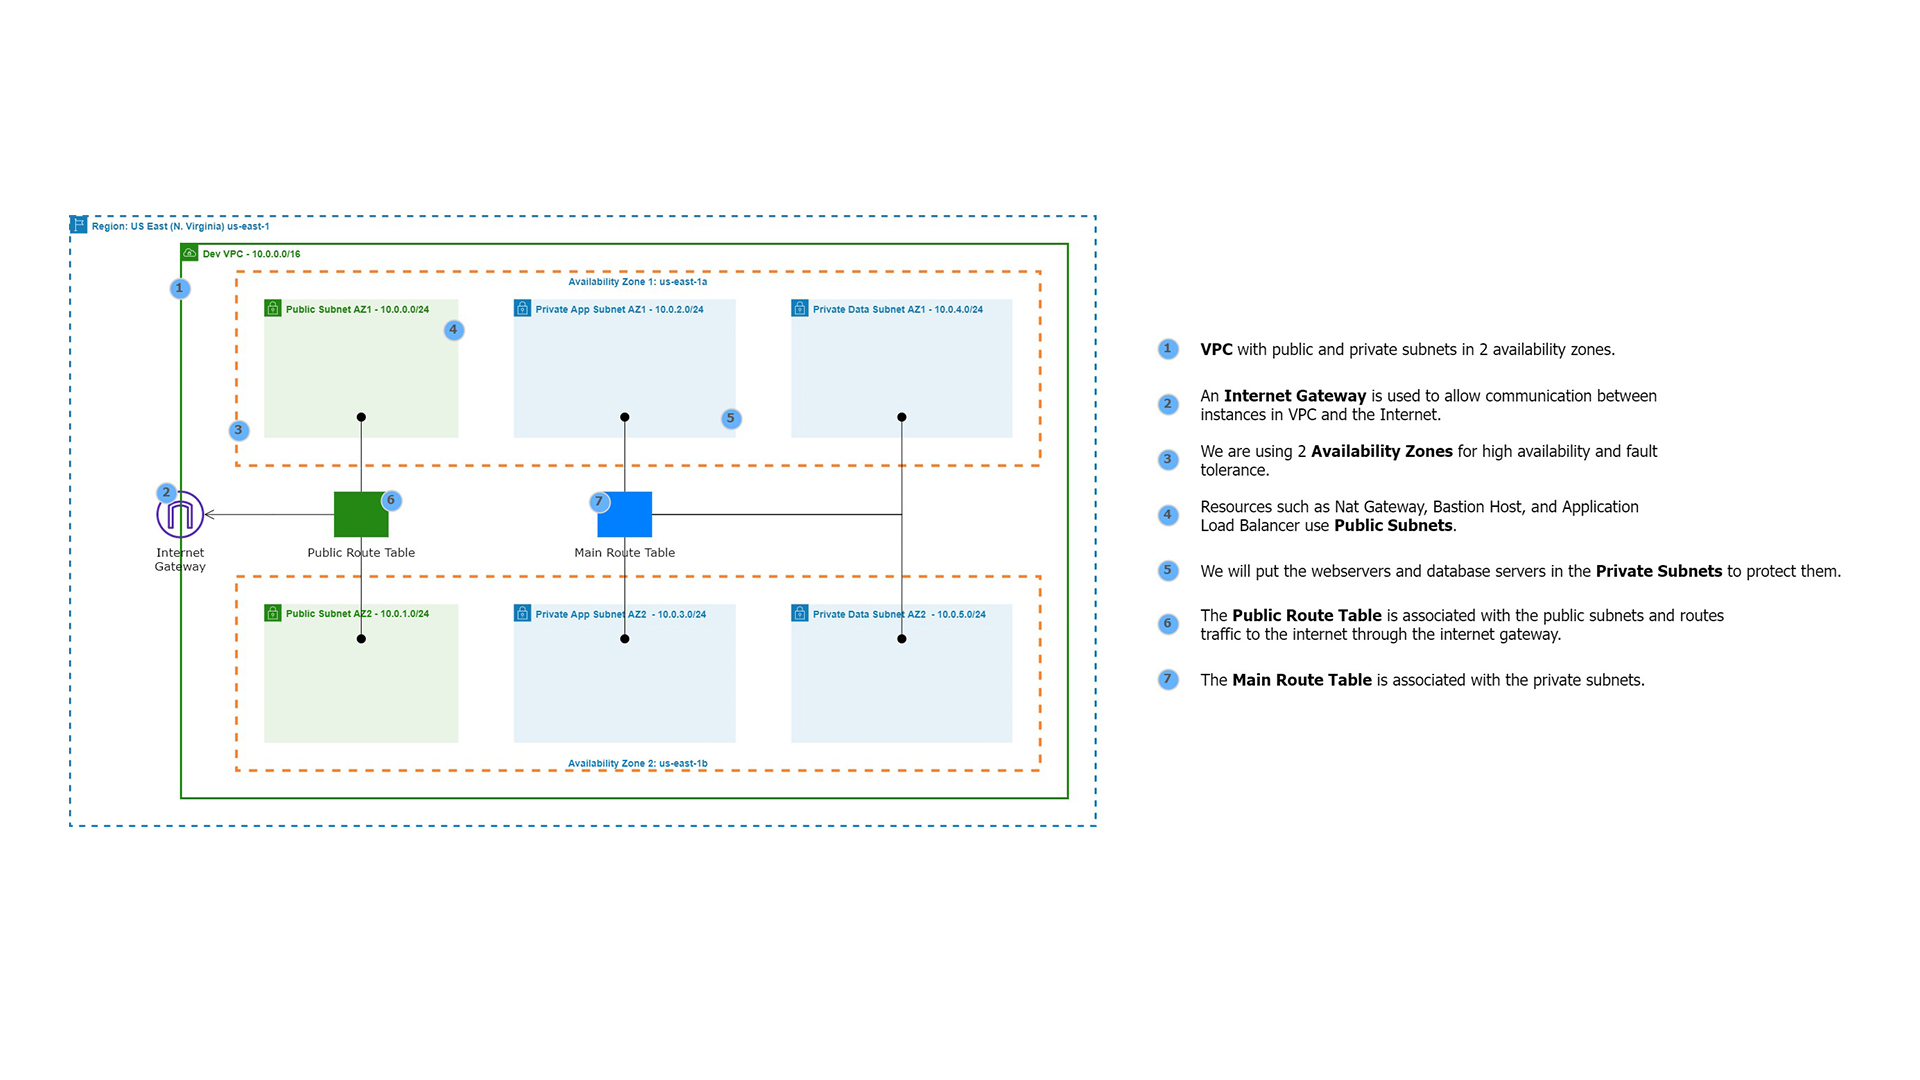 Region: US East (N. Virginia) us-east-1
Dev VPC - 10.0.0.0/16
1
Availability Zone 1: us-east-1a
Public Subnet AZ1 - 10.0.0.0/24
4
Private App Subnet AZ1 - 10.0.2.0/24
5
Private Data Subnet AZ1 - 10.0.4.0/24
3
2
Internet
Gateway
6
Public Route Table
7
Main Route Table
Public Subnet AZ2 - 10.0.1.0/24
Private App Subnet AZ2 - 10.0.3.0/24
Private Data Subnet AZ2 - 10.0.5.0/24
Availability Zone 2: us-east-1b
1 VPC with public and private subnets in 2 availability zones.
2 An Internet Gateway is used to allow communication between
instances in VPC and the Internet.
3 We are using 2 Availability Zones for high availability and fault
tolerance.
4 Resources such as Nat Gateway, Bastion Host, and Application
Load Balancer use Public Subnets.
5 We will put the webservers and database servers in the Private Subnets to protect them.
6 The Public Route Table is associated with the public subnets and routes
traffic to the internet through the internet gateway.
7 The Main Route Table is associated with the private subnets.